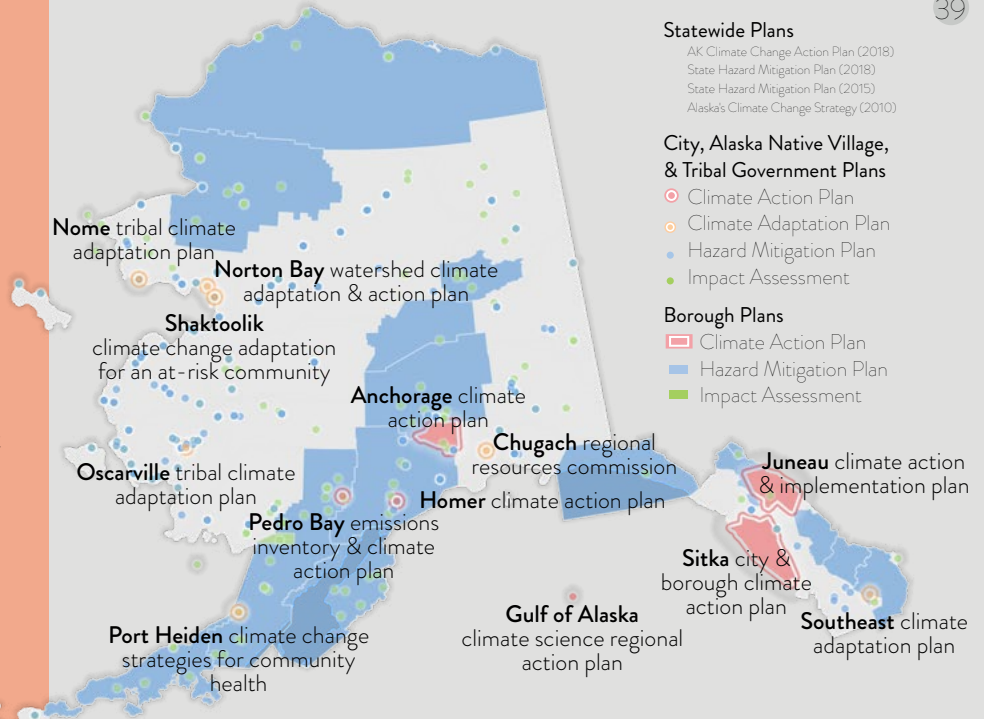 39
Statewide Plans
AK Climate Change Action Plan (2018)
State Hazard Mitigation Plan (2018)
State Hazard Mitigation Plan (2015)
Alaska's Climate Change Strategy (2010)
City, Alaska Native Village,
& Tribal Government Plans
Climate Action Plan
Climate Adaptation Plan
Hazard Mitigation Plan
Impact Assessment
Borough Plans
Climate Action Plan
Hazard Mitigation Plan
Impact Assessment
Nome tribal climate
adaptation plan
Norton Bay watershed climate
adaptation & action plan
Shaktoolik
climate change adaptation
for an at-risk community
Anchorage climate
action plan
Chugach regional
resources commission
Oscarville tribal climate
adaptation plan
Homer climate action plan
Pedro Bay emissions
inventory & climate
action plan
Juneau climate action
& implementation plan
Sitka city &
borough climate
action plan
Gulf of Alaska
climate science regional
action plan
Southeast climate
adaptation plan
Port Heiden climate change
strategies for community
health